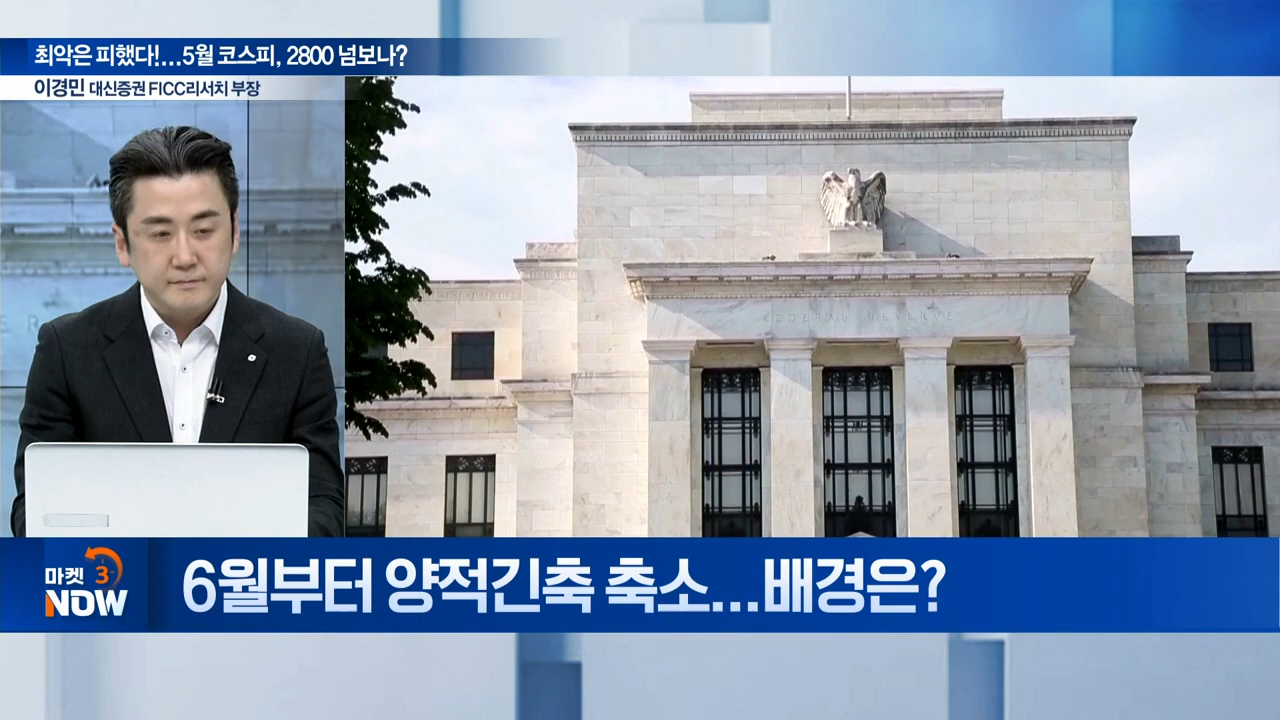 최악은 피했다!...5월 코스피, 2800 넘보나?
이경민 대신증권 FICC리서치 부장
FEDERAL RESERVE
마켓 3
NOW
6월부터 양적긴축 축소...배경은?